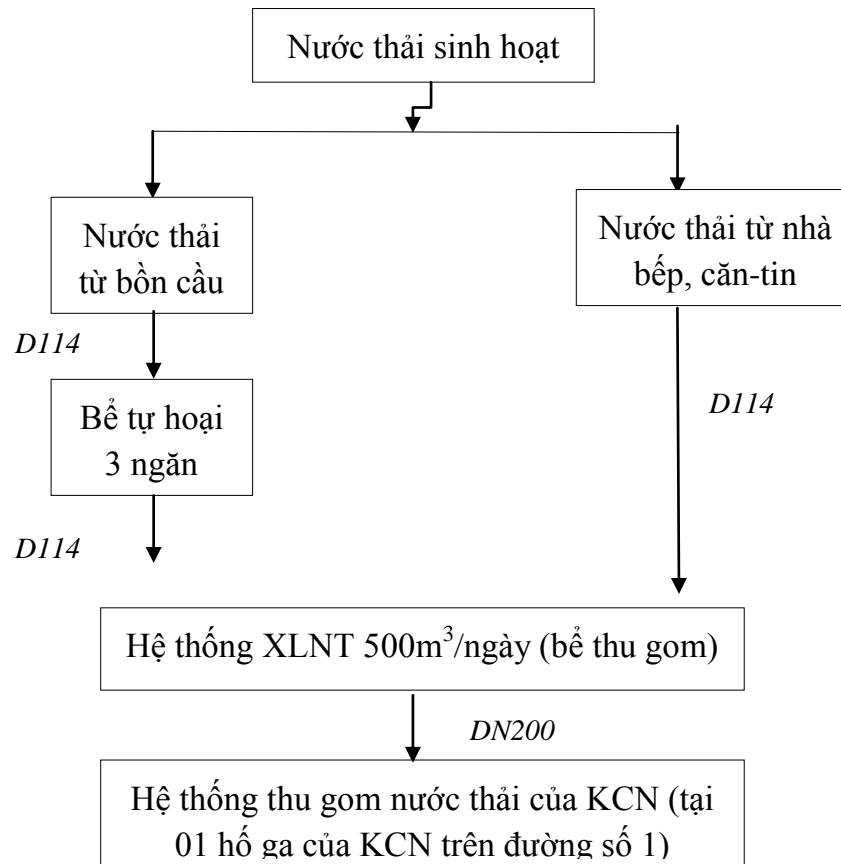 Nước thải sinh hoạt
Nước thải
từ bồn cầu
Nước thải từ nhà
bếp, căn-tin
D114
D114
Bể tự hoại
3 ngăn
D114
Hệ thống XLNT 500m³/ngày (bể thu gom)
DN200
Hệ thống thu gom nước thải của KCN (tại
01 hố ga của KCN trên đường số 1)